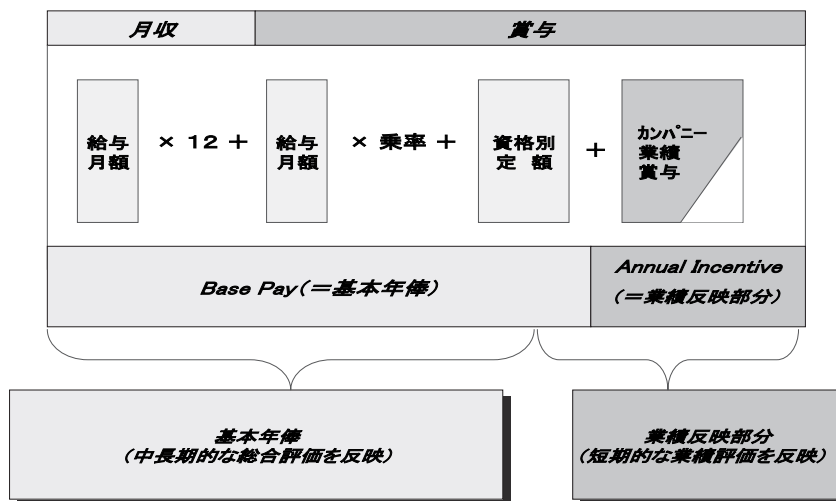 月収
賞与
給与
月額
× 12 +
給与
月額
× 乗率 +
資格別
定 額
+
カンパニー
業績
賞与
Base Pay(=基本年俸)
Annual Incentive
(=業績反映部分)
基本年俸
(中長期的な総合評価を反映)
業績反映部分
(短期的な業績評価を反映)